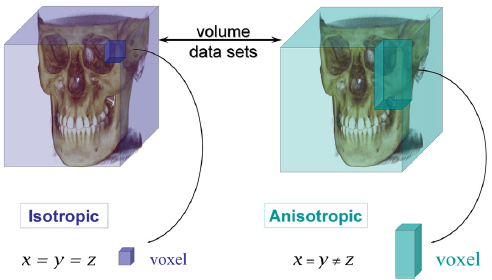 volume
data sets
Isotropic
Anisotropic
x = y = z
voxel
x = y ≠ z
voxel